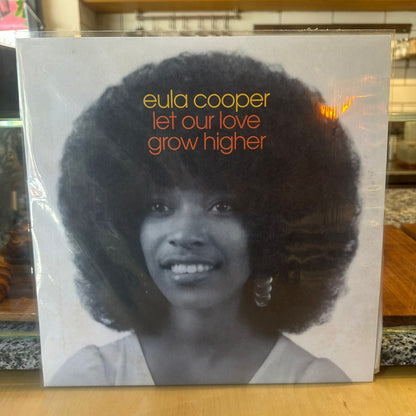 eula cooper
let our love
grow higher